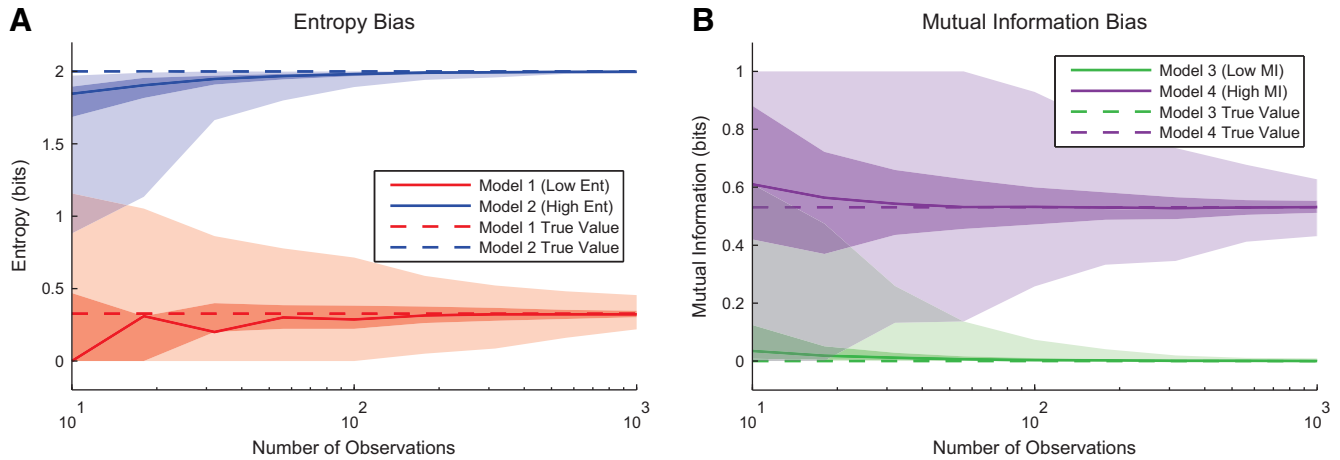 A
Entropy Bias
Entropy (bits)
2
1.5
1
0.5
0
Model 1 (Low Ent)
Model 2 (High Ent)
Model 1 True Value
Model 2 True Value
10^1
10^2
10^3
Number of Observations
B
Mutual Information Bias
Mutual Information (bits)
1
0.8
0.6
0.4
0.2
0
Model 3 (Low MI)
Model 4 (High MI)
Model 3 True Value
Model 4 True Value
10^1
10^2
10^3
Number of Observations